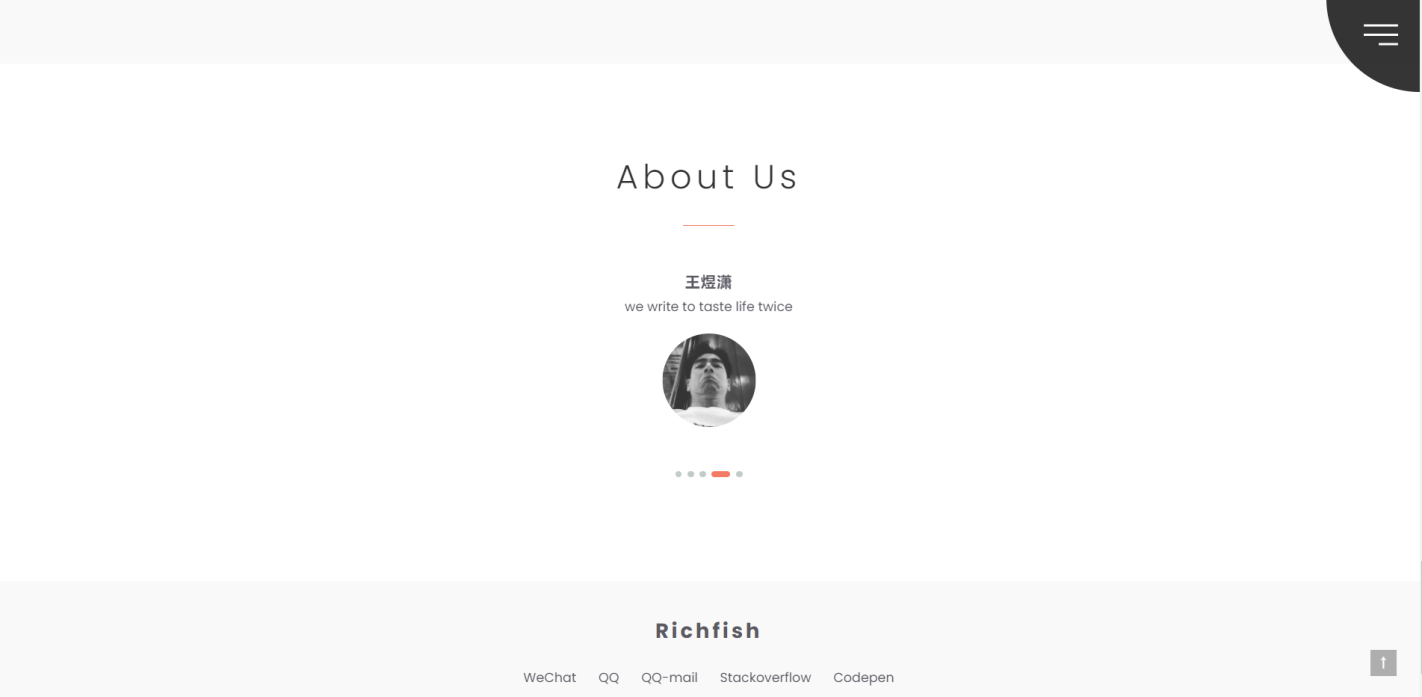 About Us
王煜潇
we write to taste life twice
Richfish
WeChat QQ QQ-mail Stackoverflow Codepen